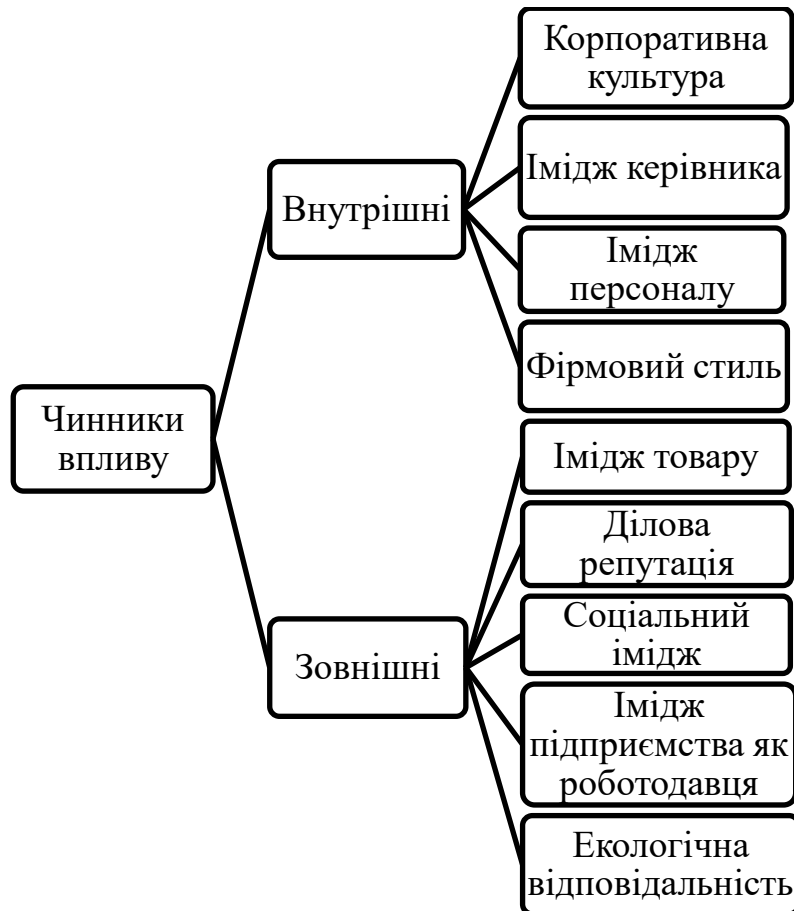 Чинники
впливу
Внутрішні
Корпоративна
культура
Імідж керівника
Імідж
персоналу
Фірмовий стиль
Зовнішні
Імідж товару
Ділова
репутація
Соціальний
імідж
Імідж
підприємства як
роботодавця
Екологічна
відповідальність